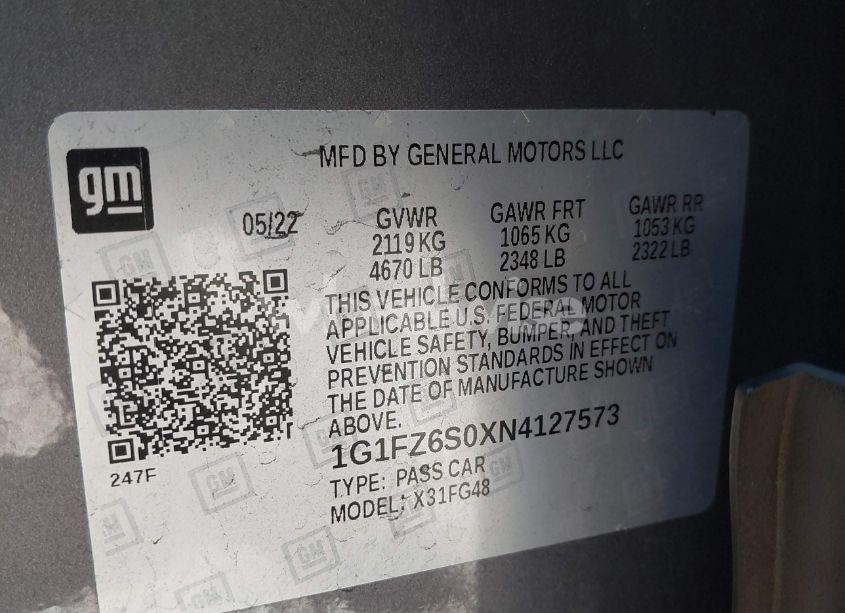 MFD BY GENERAL MOTORS LLC
gm
05/22
GVWR
2119 KG
4670 LB
GAWR FRT
1065 KG
2348 LB
GAWR RR
1053 KG
2322 LB
THIS VEHICLE CONFORMS TO ALL
APPLICABLE U.S. FEDERAL MOTOR
VEHICLE SAFETY, BUMPER, AND THEFT
PREVENTION STANDARDS IN EFFECT ON
THE DATE OF MANUFACTURE SHOWN
ABOVE.
1G1FZ6S0XN4127573
TYPE: PASS CAR
MODEL: X31FG48
247F